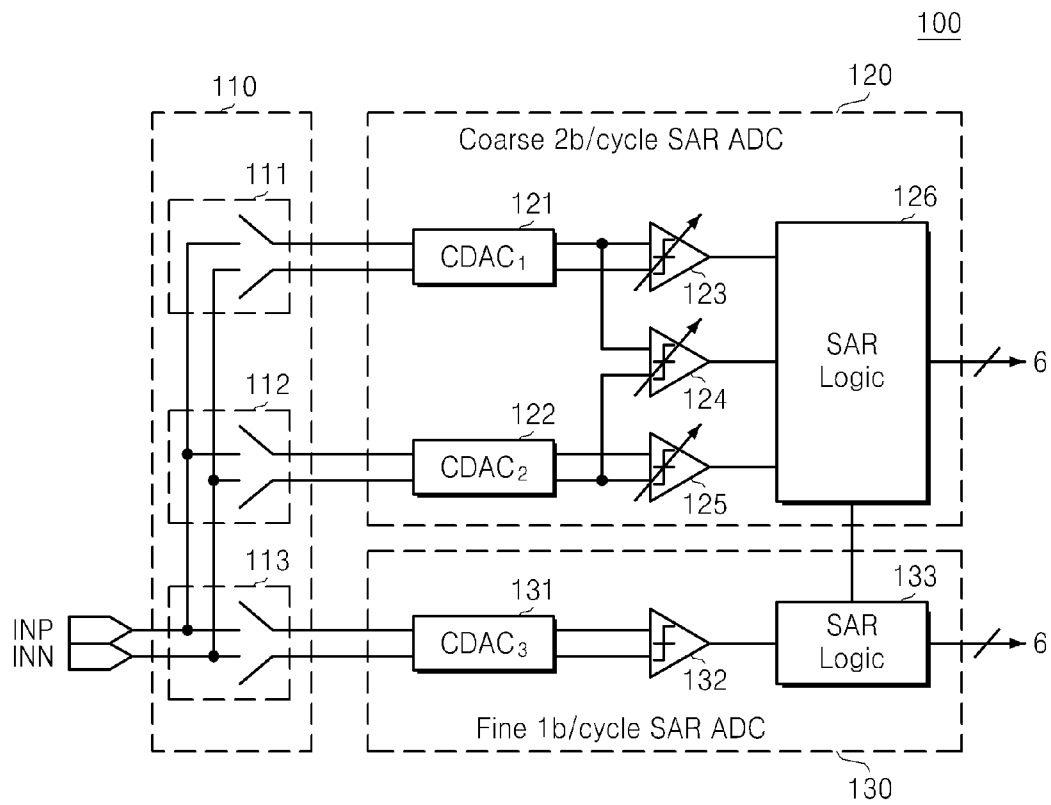 100
110
120
Coarse 2b/cycle SAR ADC
111
121
126
CDAC₁
123
SAR
Logic
6
124
112
122
CDAC₂
125
113
131
133
INP
INN
CDAC₃
132
SAR
Logic
6
Fine 1b/cycle SAR ADC
130